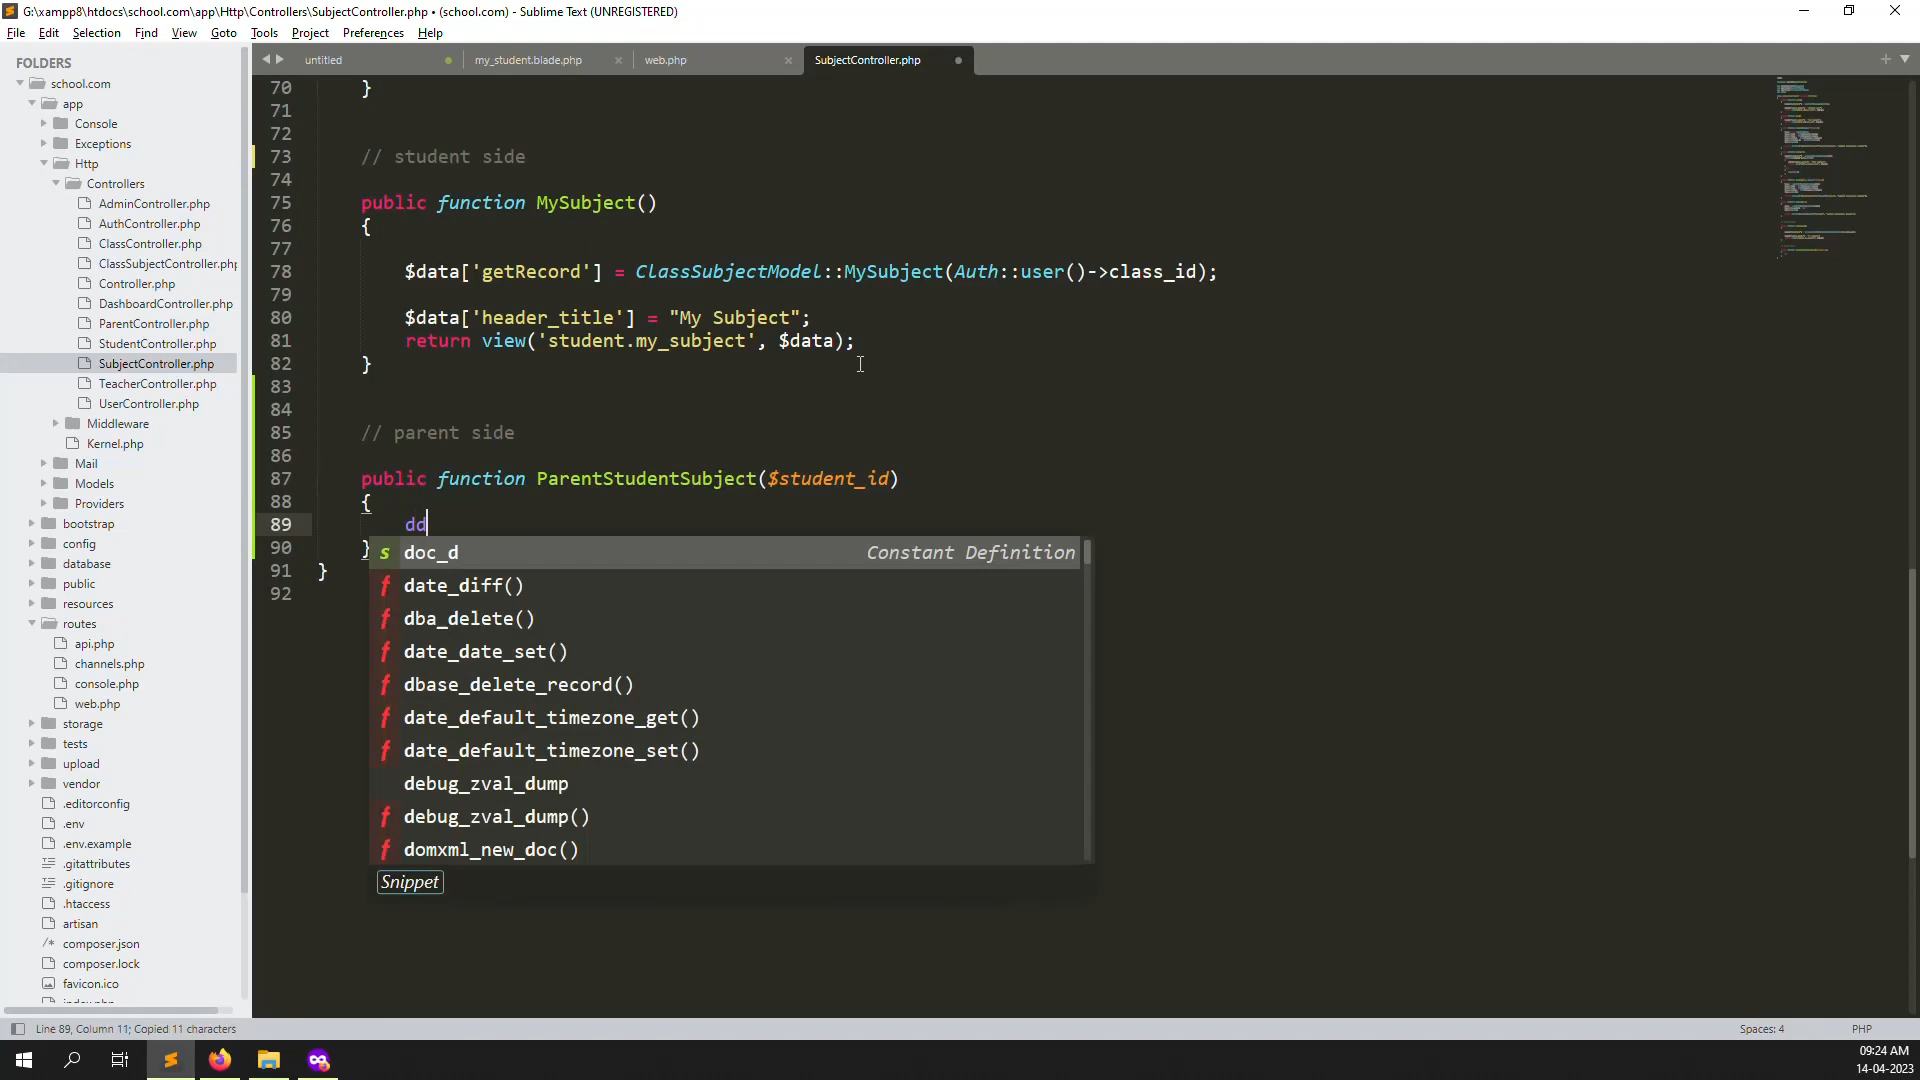 G:\xampp8\htdocs\school.com\app\Http\Controllers\SubjectController.php • (school.com) - Sublime Text (UNREGISTERED)
File Edit Selection Find View Goto Tools Project Preferences Help
FOLDERS
school.com
app
Console
Exceptions
Http
Controllers
AdminController.php
AuthController.php
ClassController.php
ClassSubjectController.php
Controller.php
DashboardController.php
ParentController.php
StudentController.php
SubjectController.php
TeacherController.php
UserController.php
Middleware
Kernel.php
Mail
Models
Providers
bootstrap
config
database
public
resources
routes
api.php
channels.php
console.php
web.php
storage
tests
upload
vendor
.editorconfig
.env
.env.example
.gitattributes
.gitignore
.htaccess
artisan
composer.json
composer.lock
favicon.ico
untitled my_student.blade.php web.php SubjectController.php
70 }
71
72
73 // student side
74
75 public function MySubject()
76 {
77
78 $data['getRecord'] = ClassSubjectModel::MySubject(Auth::user()->class_id);
79
80 $data['header_title'] = "My Subject";
81 return view('student.my_subject', $data);
82 }
83
84
85 // parent side
86
87 public function ParentStudentSubject($student_id)
88 {
89 dd
90 }
91 }
92
s doc_d Constant Definition
f date_diff()
f dba_delete()
f date_date_set()
f dbase_delete_record()
f date_default_timezone_get()
f date_default_timezone_set()
debug_zval_dump
f debug_zval_dump()
f domxml_new_doc()
Snippet
Line 89, Column 11; Copied 11 characters
Spaces: 4 PHP
09:24 AM
14-04-2023